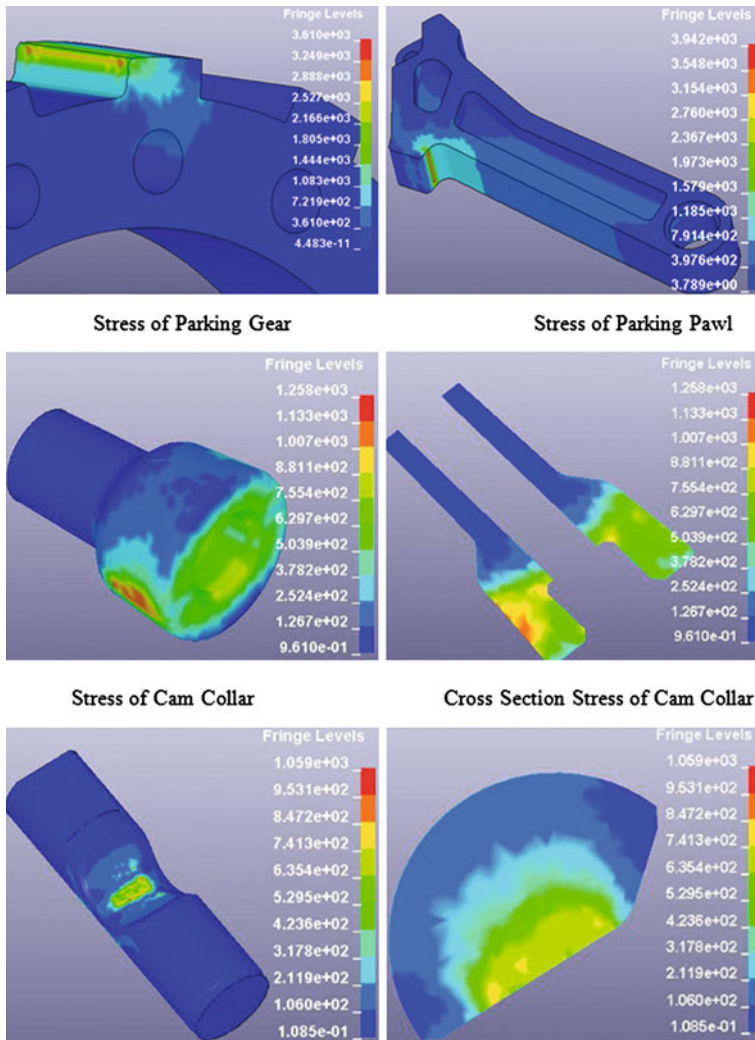 Fringe Levels
3.610e+03
3.249e+03
2.888e+03
2.527e+03
2.166e+03
1.805e+03
1.444e+03
1.083e+03
7.219e+02
3.610e+02
4.483e-11
Fringe Levels
3.942e+03
3.548e+03
3.154e+03
2.760e+03
2.367e+03
1.973e+03
1.579e+03
1.185e+03
7.914e+02
3.976e+02
3.789e+00
Stress of Parking Gear
Stress of Parking Pawl
Fringe Levels
1.258e+03
1.133e+03
1.007e+03
8.811e+02
7.554e+02
6.297e+02
5.039e+02
3.782e+02
2.524e+02
1.267e+02
9.610e-01
Fringe Levels
1.258e+03
1.133e+03
1.007e+03
8.811e+02
7.554e+02
6.297e+02
5.039e+02
3.782e+02
2.524e+02
1.267e+02
9.610e-01
Stress of Cam Collar
Cross Section Stress of Cam Collar
Fringe Levels
1.059e+03
9.531e+02
8.472e+02
7.413e+02
6.354e+02
5.295e+02
4.236e+02
3.178e+02
2.119e+02
1.060e+02
1.085e-01
Fringe Levels
1.059e+03
9.531e+02
8.472e+02
7.413e+02
6.354e+02
5.295e+02
4.236e+02
3.178e+02
2.119e+02
1.060e+02
1.085e-01